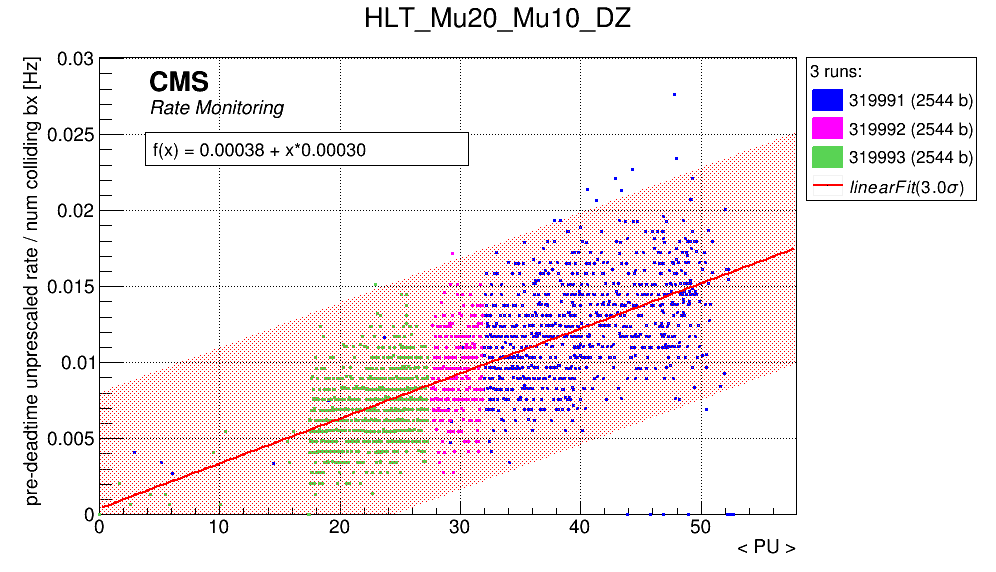 HLT_Mu20_Mu10_DZ
pre-deadtime unprescaled rate / num colliding bx [Hz]
0.03
0.025
0.02
0.015
0.01
0.005
0
CMS
Rate Monitoring
f(x) = 0.00038 + x*0.00030
0 10 20 30 40 50
< PU >
3 runs:
319991 (2544 b)
319992 (2544 b)
319993 (2544 b)
linearFit(3.0σ)